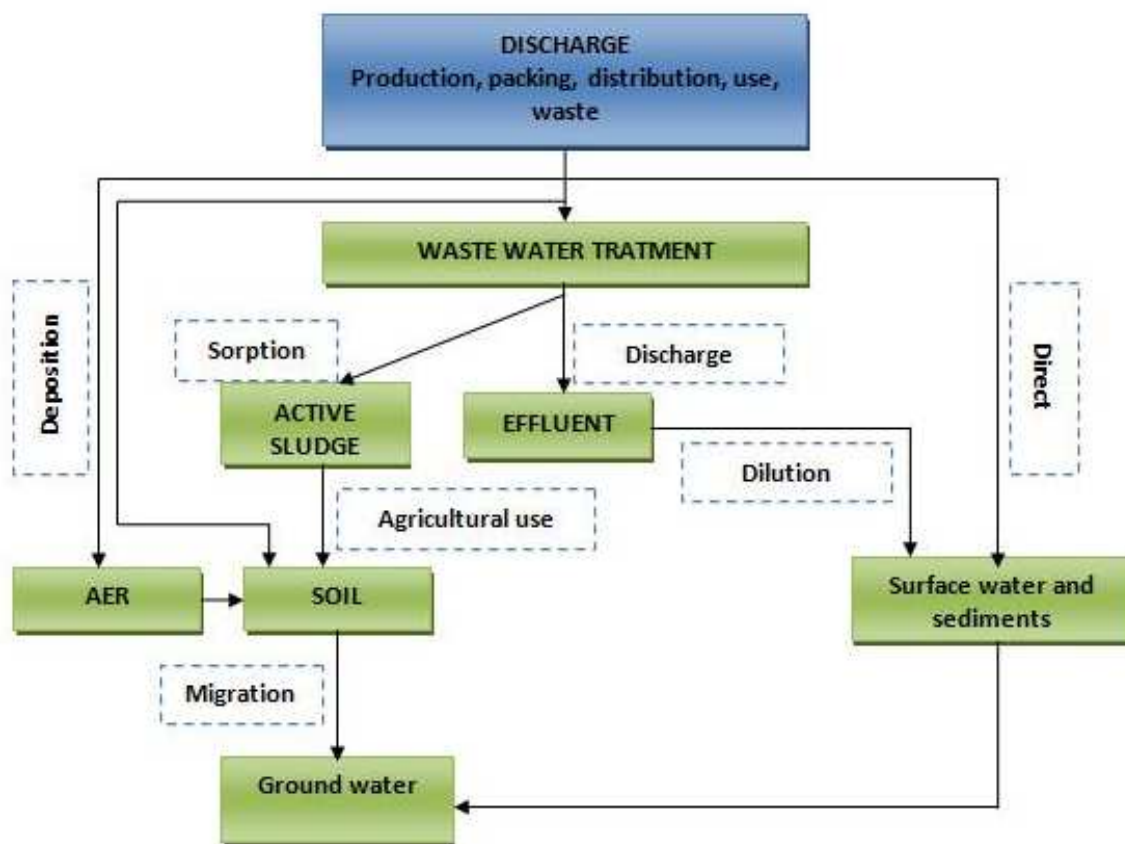 DISCHARGE
Production, packing, distribution, use,
waste
WASTE WATER TRATMENT
Sorption
Discharge
Deposition
Direct
ACTIVE
SLUDGE
EFFLUENT
Dilution
Agricultural use
AER
SOIL
Surface water and
sediments
Migration
Ground water